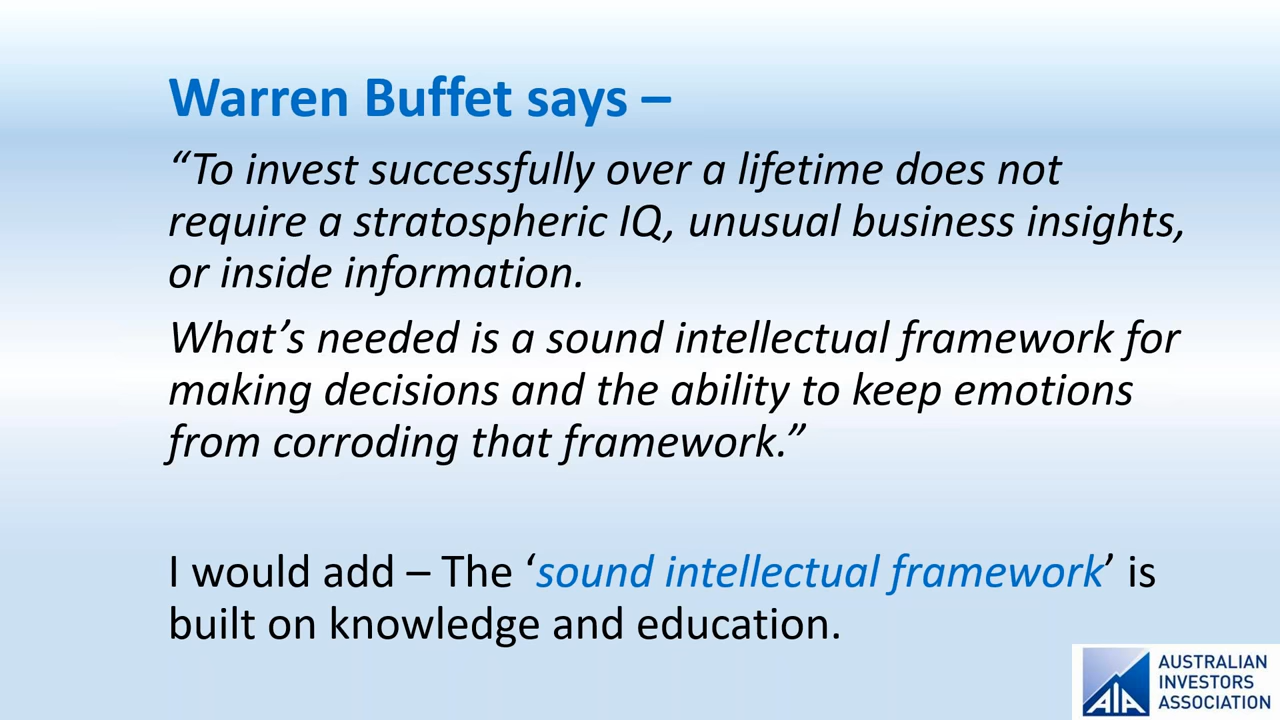 Warren Buffet says –
“To invest successfully over a lifetime does not
require a stratospheric IQ, unusual business insights,
or inside information.
What’s needed is a sound intellectual framework for
making decisions and the ability to keep emotions
from corroding that framework.”
I would add – The ‘sound intellectual framework’ is
built on knowledge and education.
AIA
AUSTRALIAN
INVESTORS
ASSOCIATION